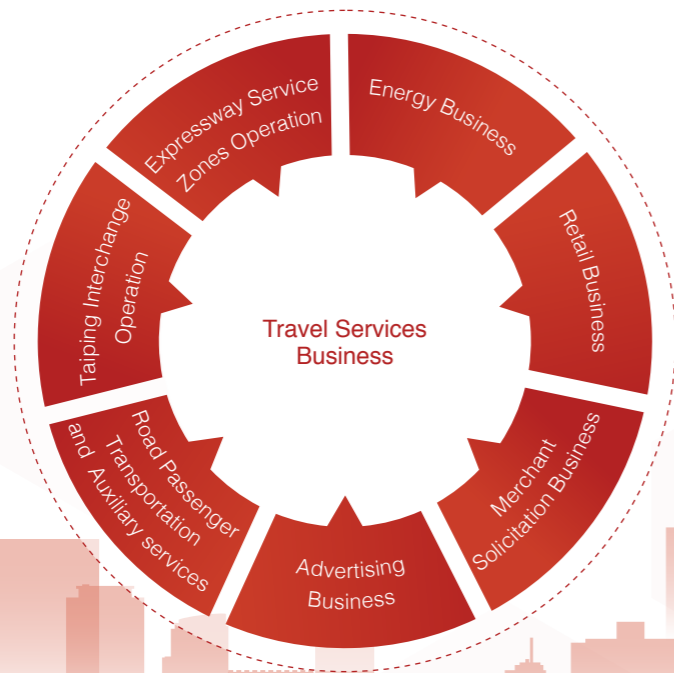 Travel Services
Business
Energy Business
Retail Business
Merchant
Solicitation Business
Advertising
Business
Road Passenger
Transportation
and Auxiliary services
Taiping Interchange
Operation
Expressway Service
Zones Operation